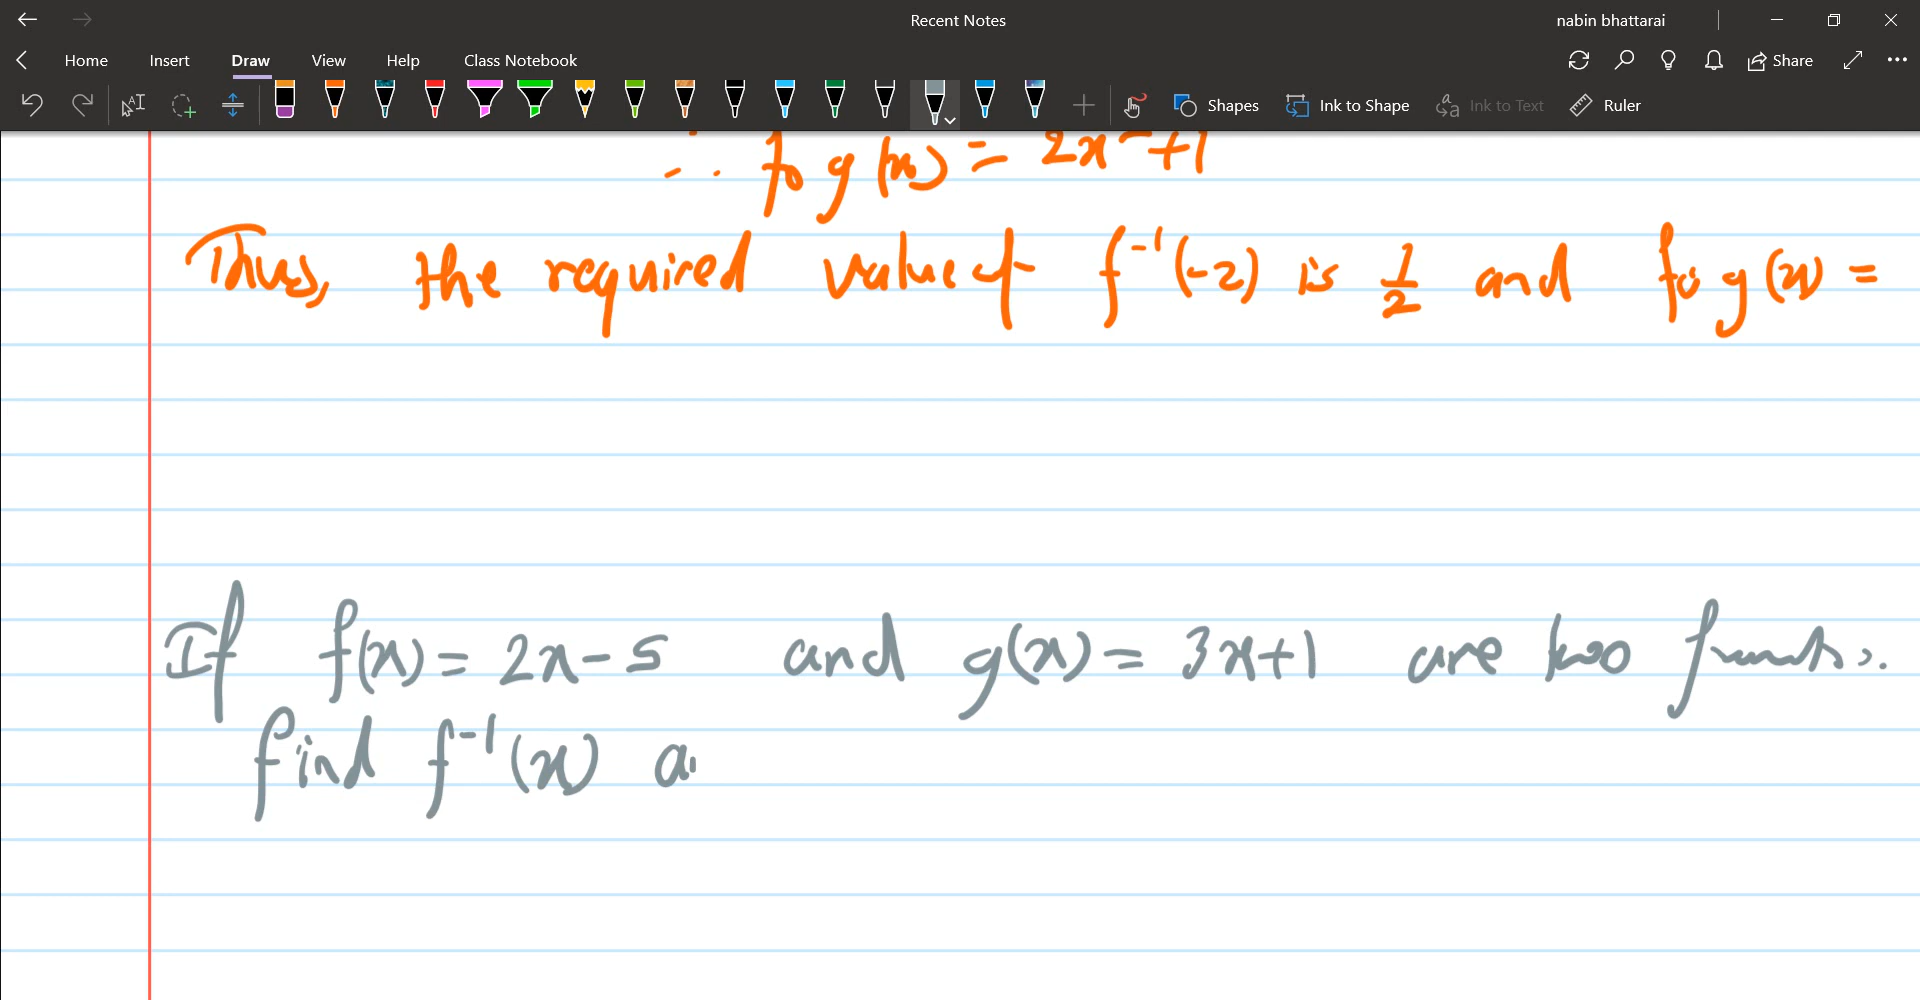 Recent Notes
nabin bhattarai
Home Insert Draw View Help Class Notebook
Share
Shapes Ink to Shape Ink to Text Ruler
∴ fog(x) = 2x²+1
Thus, the required value of f⁻¹(-2) is 1/2 and fog(x) =
If f(x) = 2x-5 and g(x) = 3x+1 are two
find f⁻¹(x) a